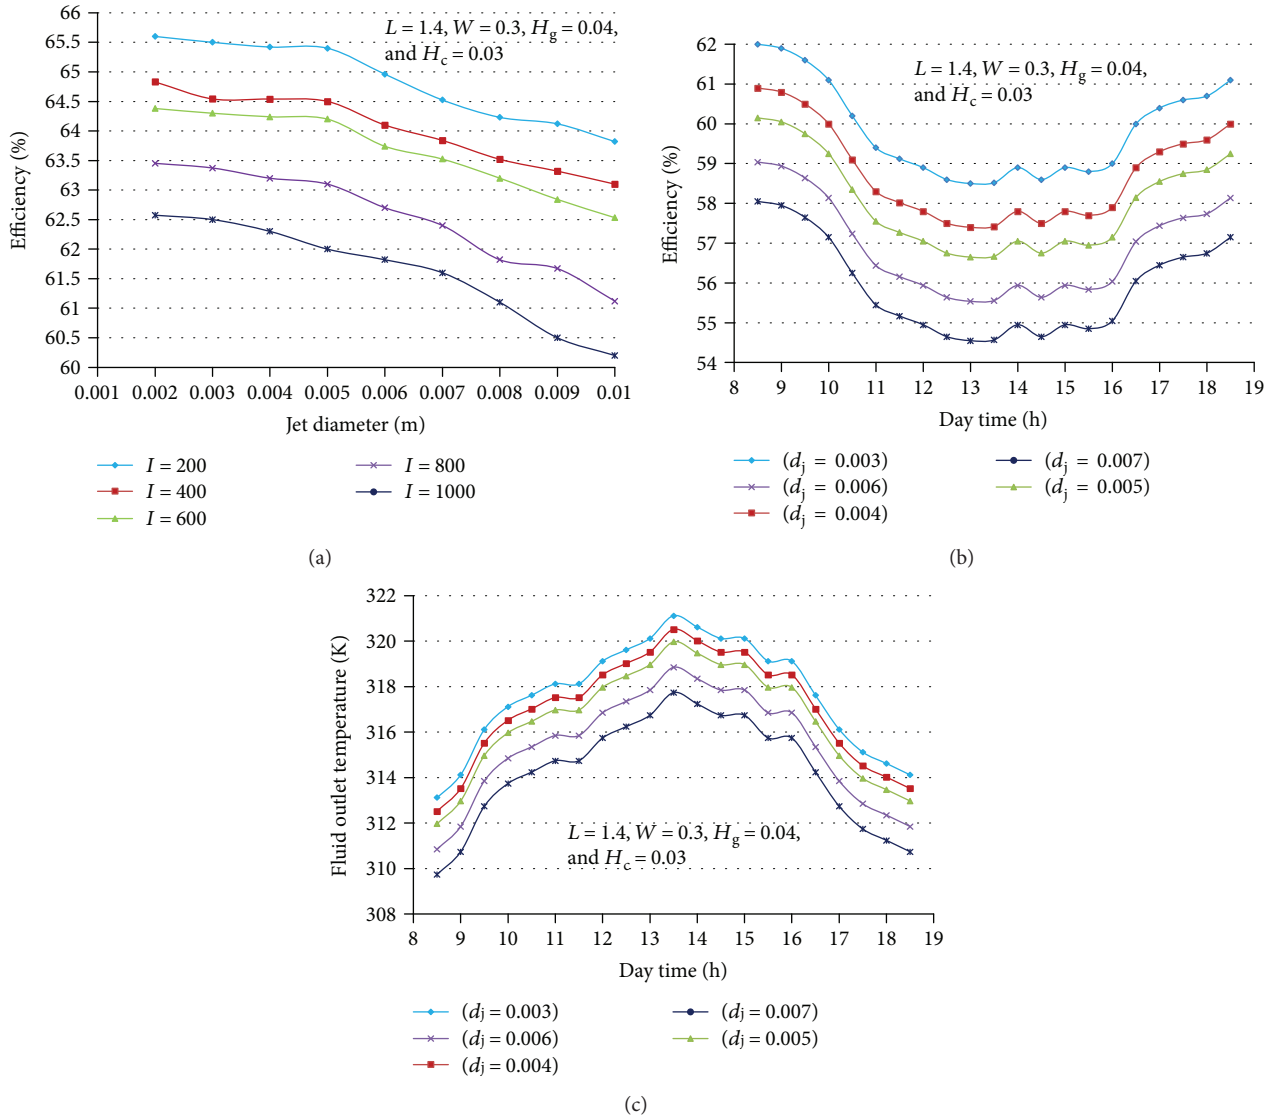 66
65.5
65
64.5
64
63.5
63
62.5
62
61.5
61
60.5
60
Efficiency (%)
L = 1.4, W = 0.3, Hg = 0.04,
and Hc = 0.03
0.001 0.002 0.003 0.004 0.005 0.006 0.007 0.008 0.009 0.01
Jet diameter (m)
I = 200
I = 400
I = 600
I = 800
I = 1000
(a)
62
61
60
59
58
57
56
55
54
Efficiency (%)
L = 1.4, W = 0.3, Hg = 0.04,
and Hc = 0.03
8 9 10 11 12 13 14 15 16 17 18 19
Day time (h)
(dj = 0.003)
(dj = 0.006)
(dj = 0.004)
(dj = 0.007)
(dj = 0.005)
(b)
322
320
318
316
314
312
310
308
Fluid outlet temperature (K)
L = 1.4, W = 0.3, Hg = 0.04,
and Hc = 0.03
8 9 10 11 12 13 14 15 16 17 18 19
Day time (h)
(dj = 0.003)
(dj = 0.006)
(dj = 0.004)
(dj = 0.007)
(dj = 0.005)
(c)